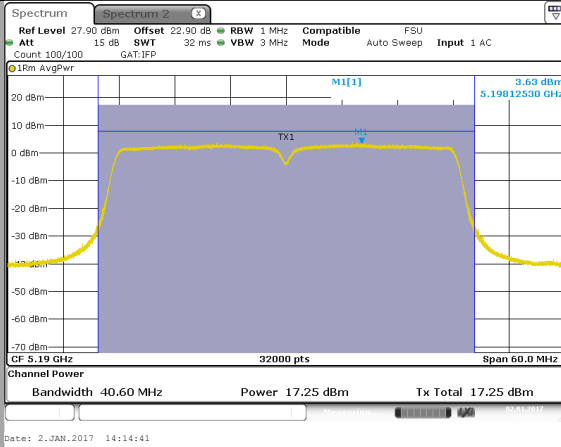 Spectrum Spectrum 2 X
Ref Level 27.90 dBm Offset 22.90 dB RBW 1 MHz Compatible FSU
Att 15 dB SWT 32 ms VBW 3 MHz Mode Auto Sweep Input 1 AC
Count 100/100 GAT:IFP
1Rm AvgPwr
M1[1] 3.63 dBm
5.19812530 GHz
20 dBm
10 dBm
TX1 M1
0 dBm
-10 dBm
-20 dBm
-30 dBm
-40 dBm
-50 dBm
-60 dBm
-70 dBm
CF 5.19 GHz 32000 pts Span 60.0 MHz
Channel Power
Bandwidth 40.60 MHz Power 17.25 dBm Tx Total 17.25 dBm
Measuring... 02.01.2017
Date: 2.JAN.2017 14:14:41